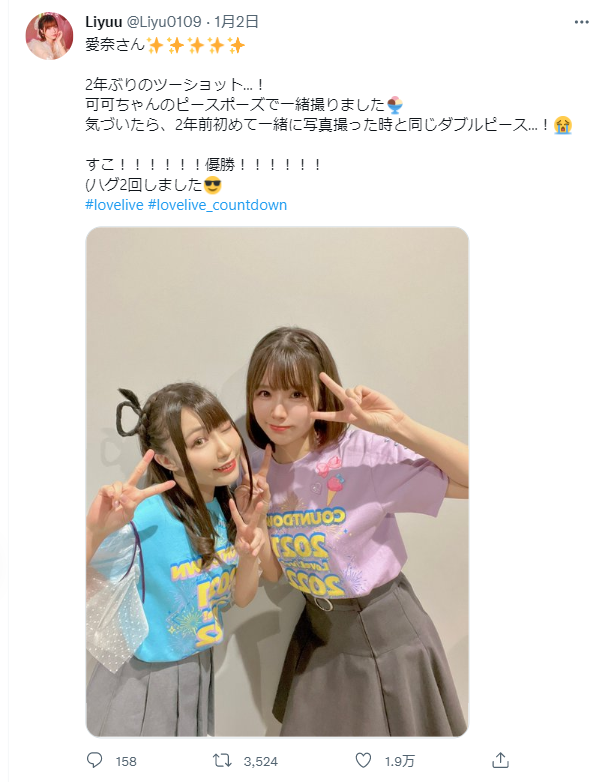 Liyuu @Liyu0109 · 1月2日
愛奈さん✨✨✨✨✨
2年ぶりのツーショット...！
可可ちゃんのピースポーズで一緒撮りました🍨
気づいたら、2年前初めて一緒に写真撮った時と同じダブルピース...！😭
すこ！！！！！！優勝！！！！！！
(ハグ2回しました😎
#lovelive #lovelive_countdown
COUNTDOWN
2021
2022
158 3,524 1.9万